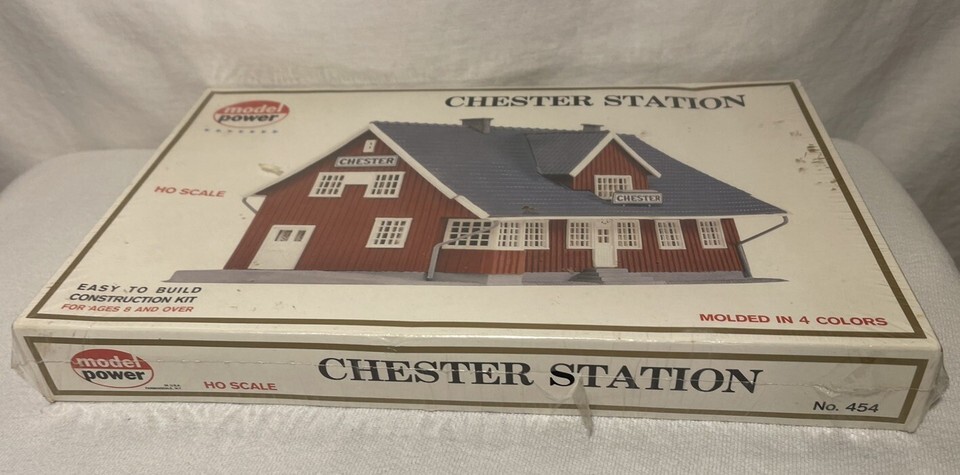 model
power
CHESTER STATION
CHESTER
CHESTER
HO SCALE
EASY TO BUILD
CONSTRUCTION KIT
FOR AGES 8 AND OVER
MOLDED IN 4 COLORS
model
power
HO SCALE
CHESTER STATION
No. 454